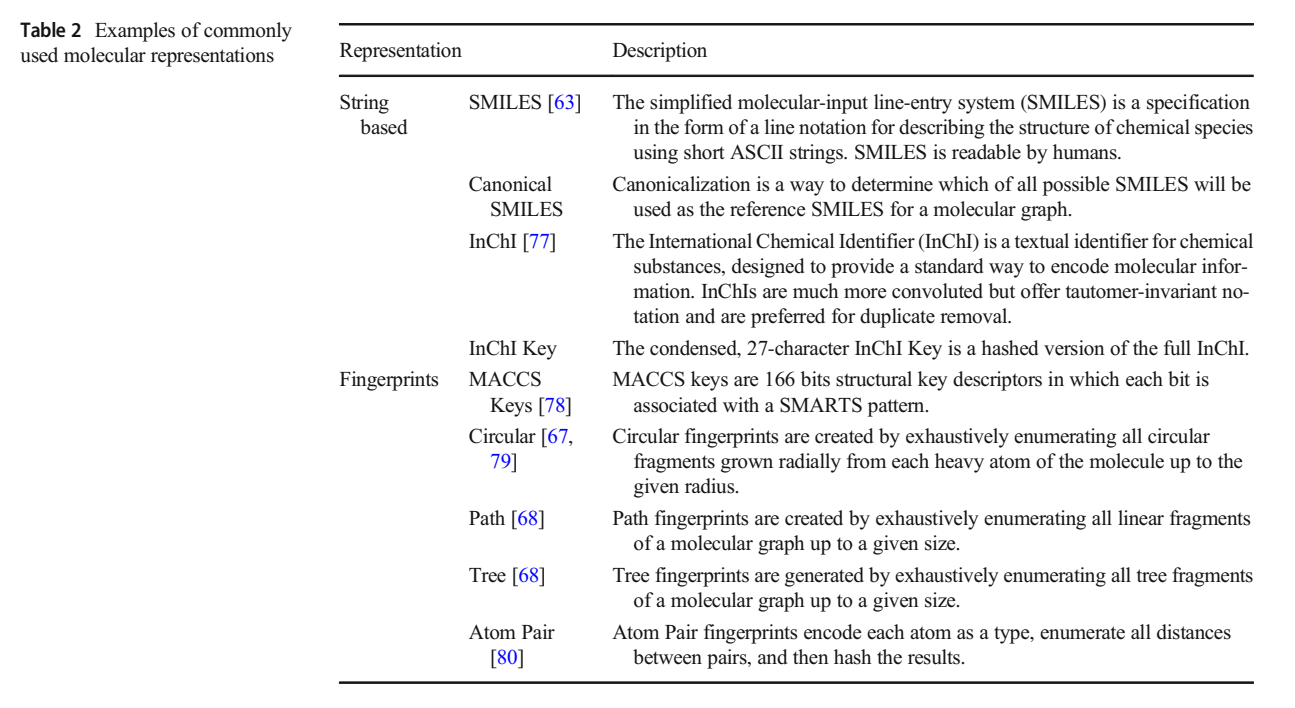 Table 2 Examples of commonly
used molecular representations
Representation Description
String
based
SMILES [63] The simplified molecular-input line-entry system (SMILES) is a specification
in the form of a line notation for describing the structure of chemical species
using short ASCII strings. SMILES is readable by humans.
Canonical
SMILES
Canonicalization is a way to determine which of all possible SMILES will be
used as the reference SMILES for a molecular graph.
InChI [77] The International Chemical Identifier (InChI) is a textual identifier for chemical
substances, designed to provide a standard way to encode molecular infor-
mation. InChIs are much more convoluted but offer tautomer-invariant no-
tation and are preferred for duplicate removal.
InChI Key The condensed, 27-character InChI Key is a hashed version of the full InChI.
Fingerprints MACCS
Keys [78]
MACCS keys are 166 bits structural key descriptors in which each bit is
associated with a SMARTS pattern.
Circular [67,
79]
Circular fingerprints are created by exhaustively enumerating all circular
fragments grown radially from each heavy atom of the molecule up to the
given radius.
Path [68] Path fingerprints are created by exhaustively enumerating all linear fragments
of a molecular graph up to a given size.
Tree [68] Tree fingerprints are generated by exhaustively enumerating all tree fragments
of a molecular graph up to a given size.
Atom Pair
[80]
Atom Pair fingerprints encode each atom as a type, enumerate all distances
between pairs, and then hash the results.